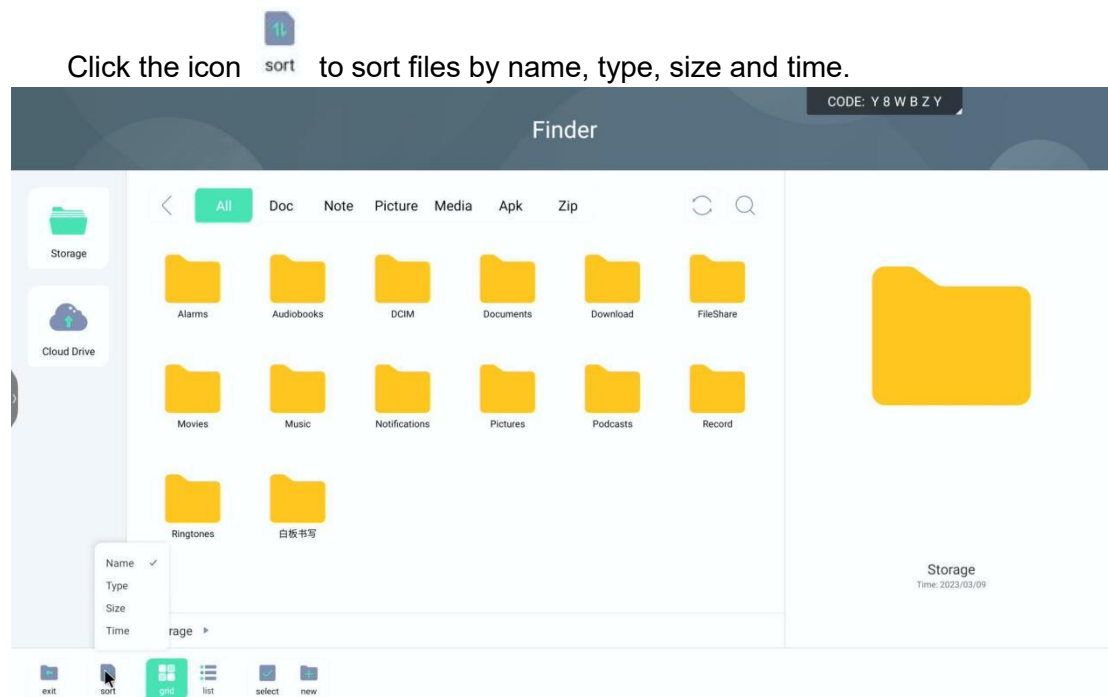 Click the icon sort to sort files by name, type, size and time.
CODE: Y 8 W B Z Y
Finder
Storage
Cloud Drive
All Doc Note Picture Media Apk Zip
Alarms Audiobooks DCIM Documents Download FileShare
Movies Music Notifications Pictures Podcasts Record
Ringtones 白板书写
Name
Type
Size
Time
rage
Storage
Time: 2023/03/09
exit sort grid list select new